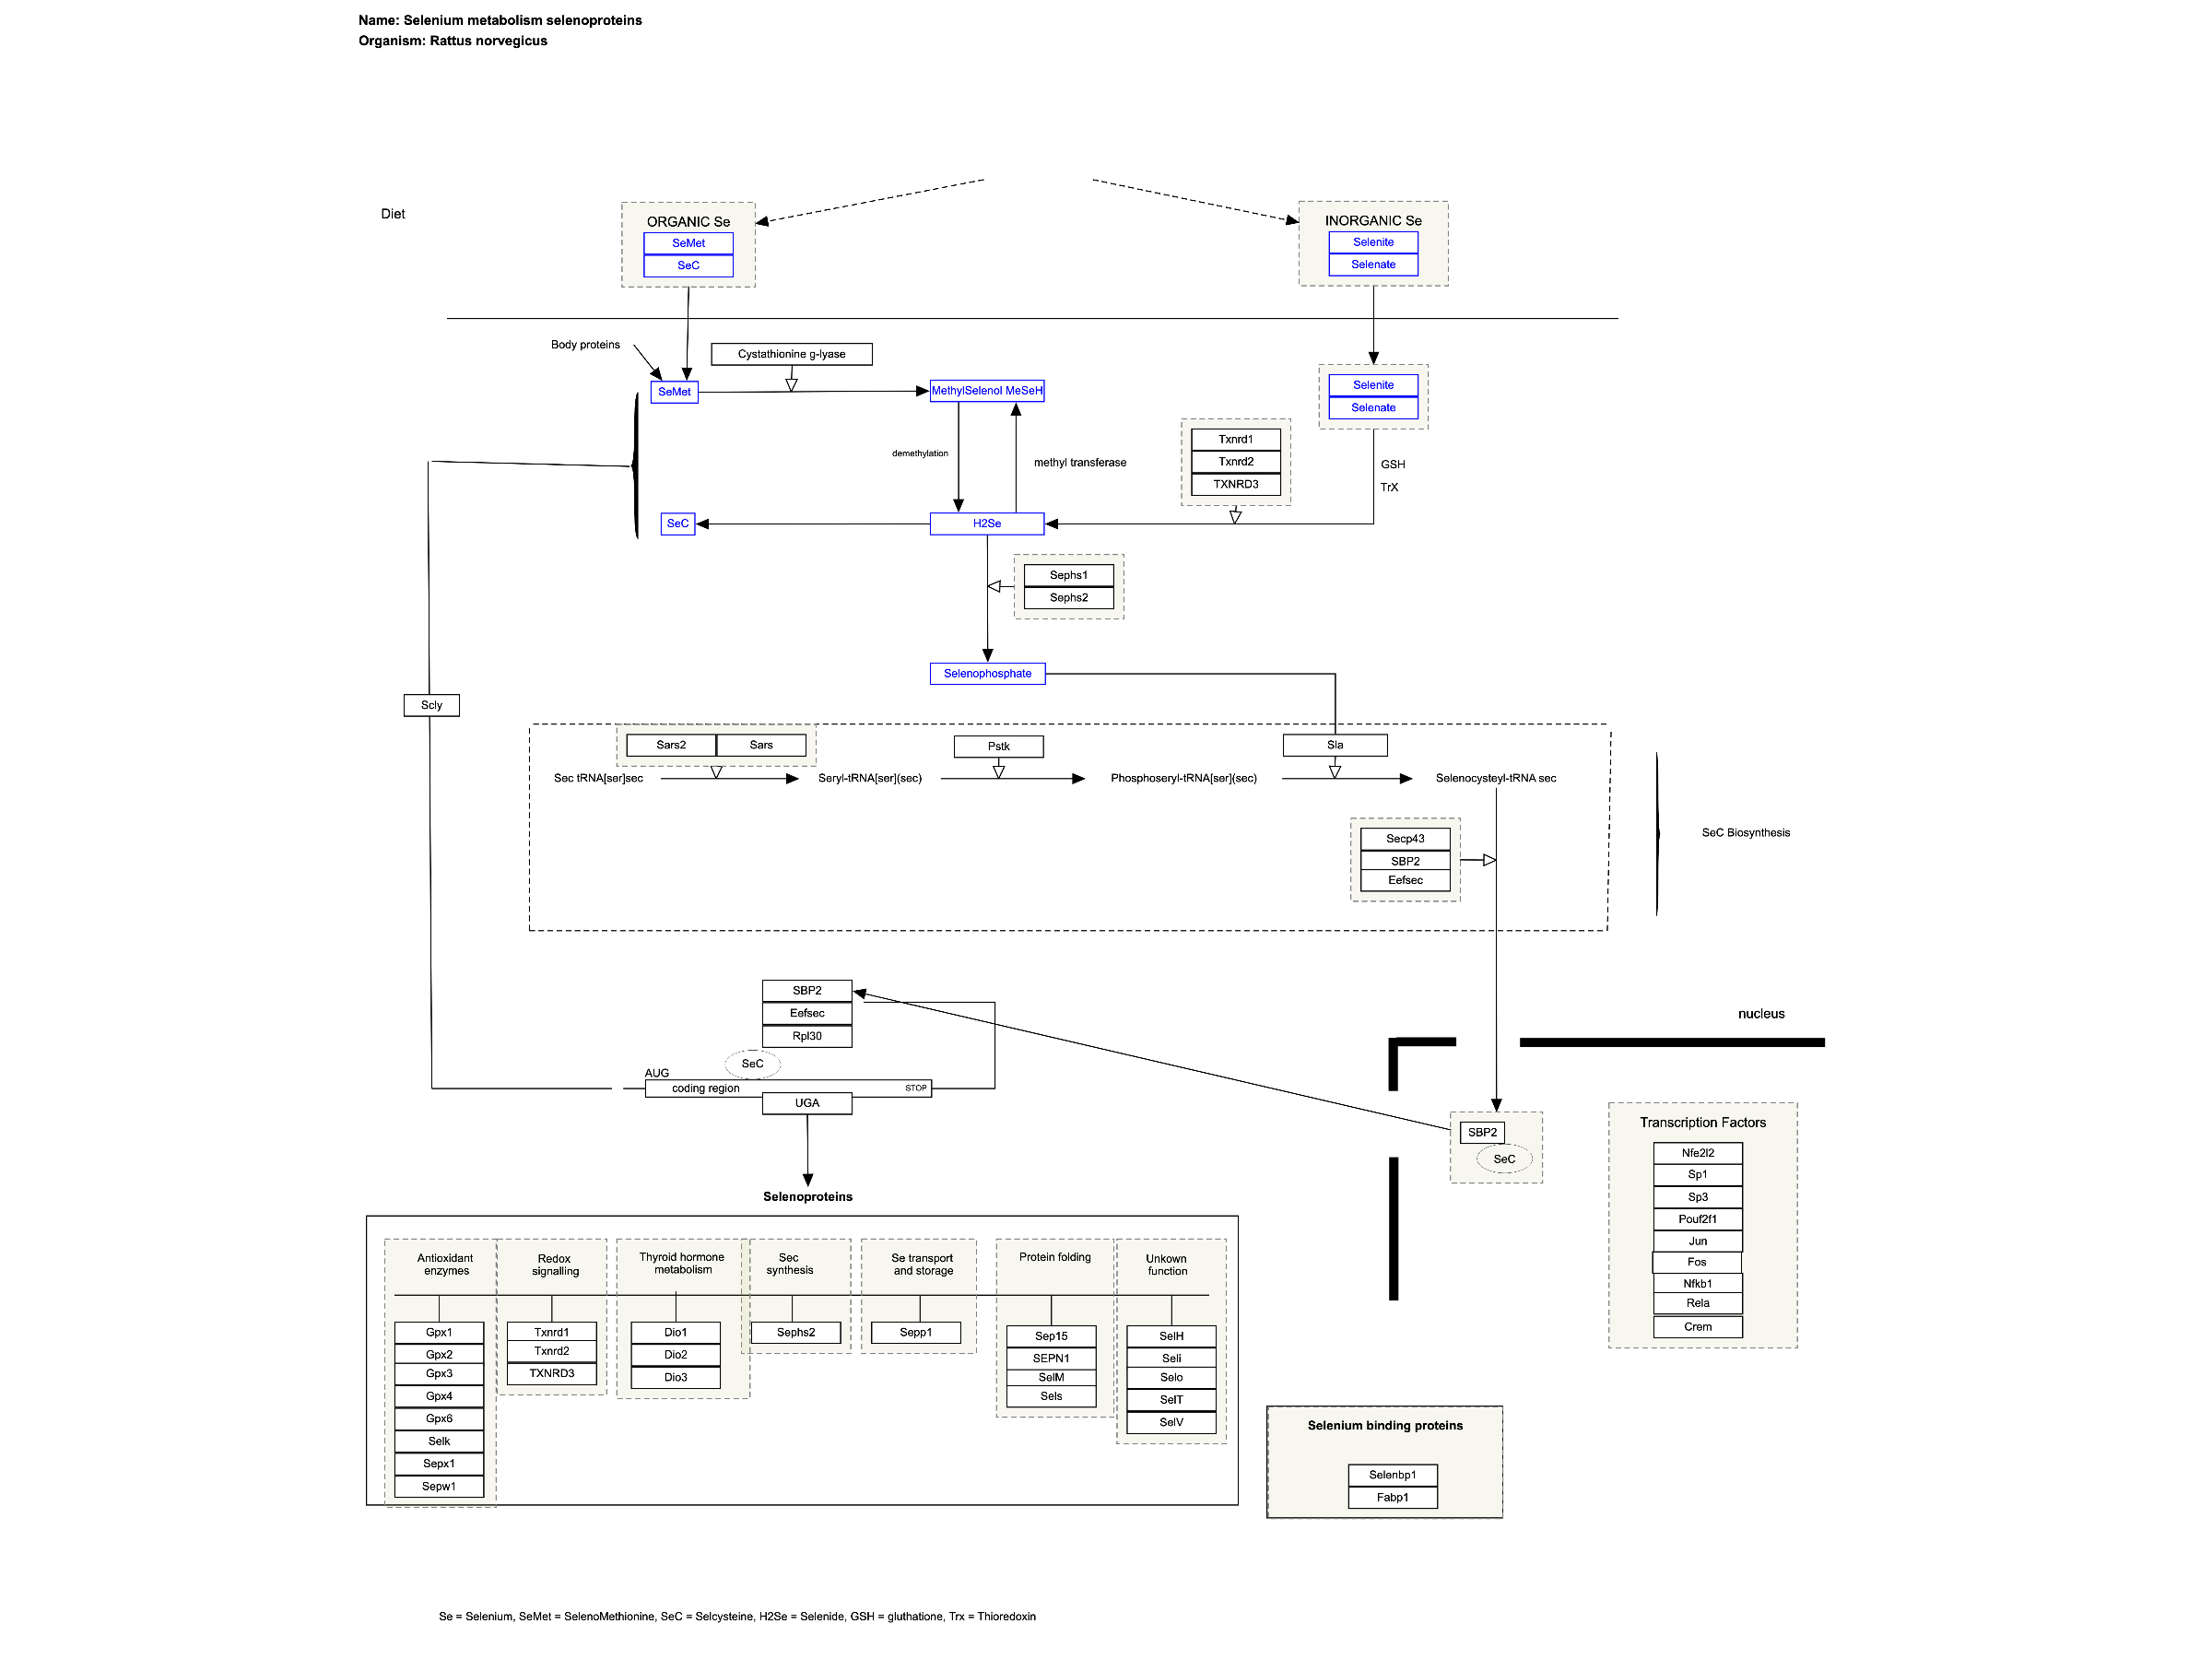 Name: Selenium metabolism selenoproteins
Organism: Rattus norvegicus
Diet
ORGANIC Se
SeMet
SeC
INORGANIC Se
Selenite
Selenate
Body proteins
Cystathionine g-lyase
SeMet
MethylSelenol MeSeH
Selenite
Selenate
Txnrd1
Txnrd2
TXNRD3
demethylation
methyl transferase
GSH
TrX
SeC
H2Se
Sephs1
Sephs2
Selenophosphate
Scly
Sars2
Sars
Pstk
Sla
Sec tRNA[ser]sec
Seryl-tRNA[ser](sec)
Phosphoseryl-tRNA[ser](sec)
Selenocysteyl-tRNA sec
Secp43
SBP2
Eefsec
SeC Biosynthesis
SBP2
Eefsec
Rpl30
SeC
AUG
coding region
STOP
UGA
nucleus
SBP2
SeC
Transcription Factors
Nfe2l2
Sp1
Sp3
Pouf2f1
Jun
Fos
Nfkb1
Rela
Crem
Selenoproteins
Antioxidant
enzymes
Gpx1
Gpx2
Gpx3
Gpx4
Gpx6
Selk
Sepx1
Sepw1
Redox
signalling
Txnrd1
Txnrd2
TXNRD3
Thyroid hormone
metabolism
Dio1
Dio2
Dio3
Sec
synthesis
Sephs2
Se transport
and storage
Sepp1
Protein folding
Sep15
SEPN1
SelM
Sels
Unkown
function
SelH
Seli
Selo
SelT
SelV
Selenium binding proteins
Selenbp1
Fabp1
Se = Selenium, SeMet = SelenoMethionine, SeC = Selcysteine, H2Se = Selenide, GSH = gluthatione, Trx = Thioredoxin